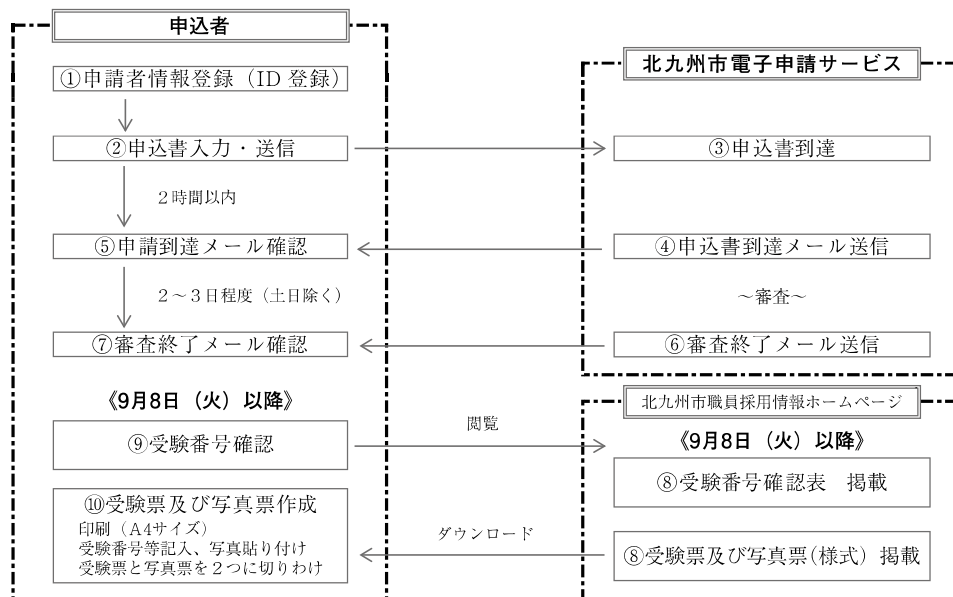 申込者
①申請者情報登録（ID 登録）
②申込書入力・送信
２時間以内
⑤申請到達メール確認
２～３日程度（土日除く）
⑦審査終了メール確認
《9月8日（火）以降》
⑨受験番号確認
⑩受験票及び写真票作成
印刷（A4サイズ）
受験番号等記入、写真貼り付け
受験票と写真票を２つに切りわけ
閲覧
ダウンロード
北九州市電子申請サービス
③申込書到達
④申込書到達メール送信
～審査～
⑥審査終了メール送信
北九州市職員採用情報ホームページ
《9月8日（火）以降》
⑧受験番号確認表　掲載
⑧受験票及び写真票（様式）掲載